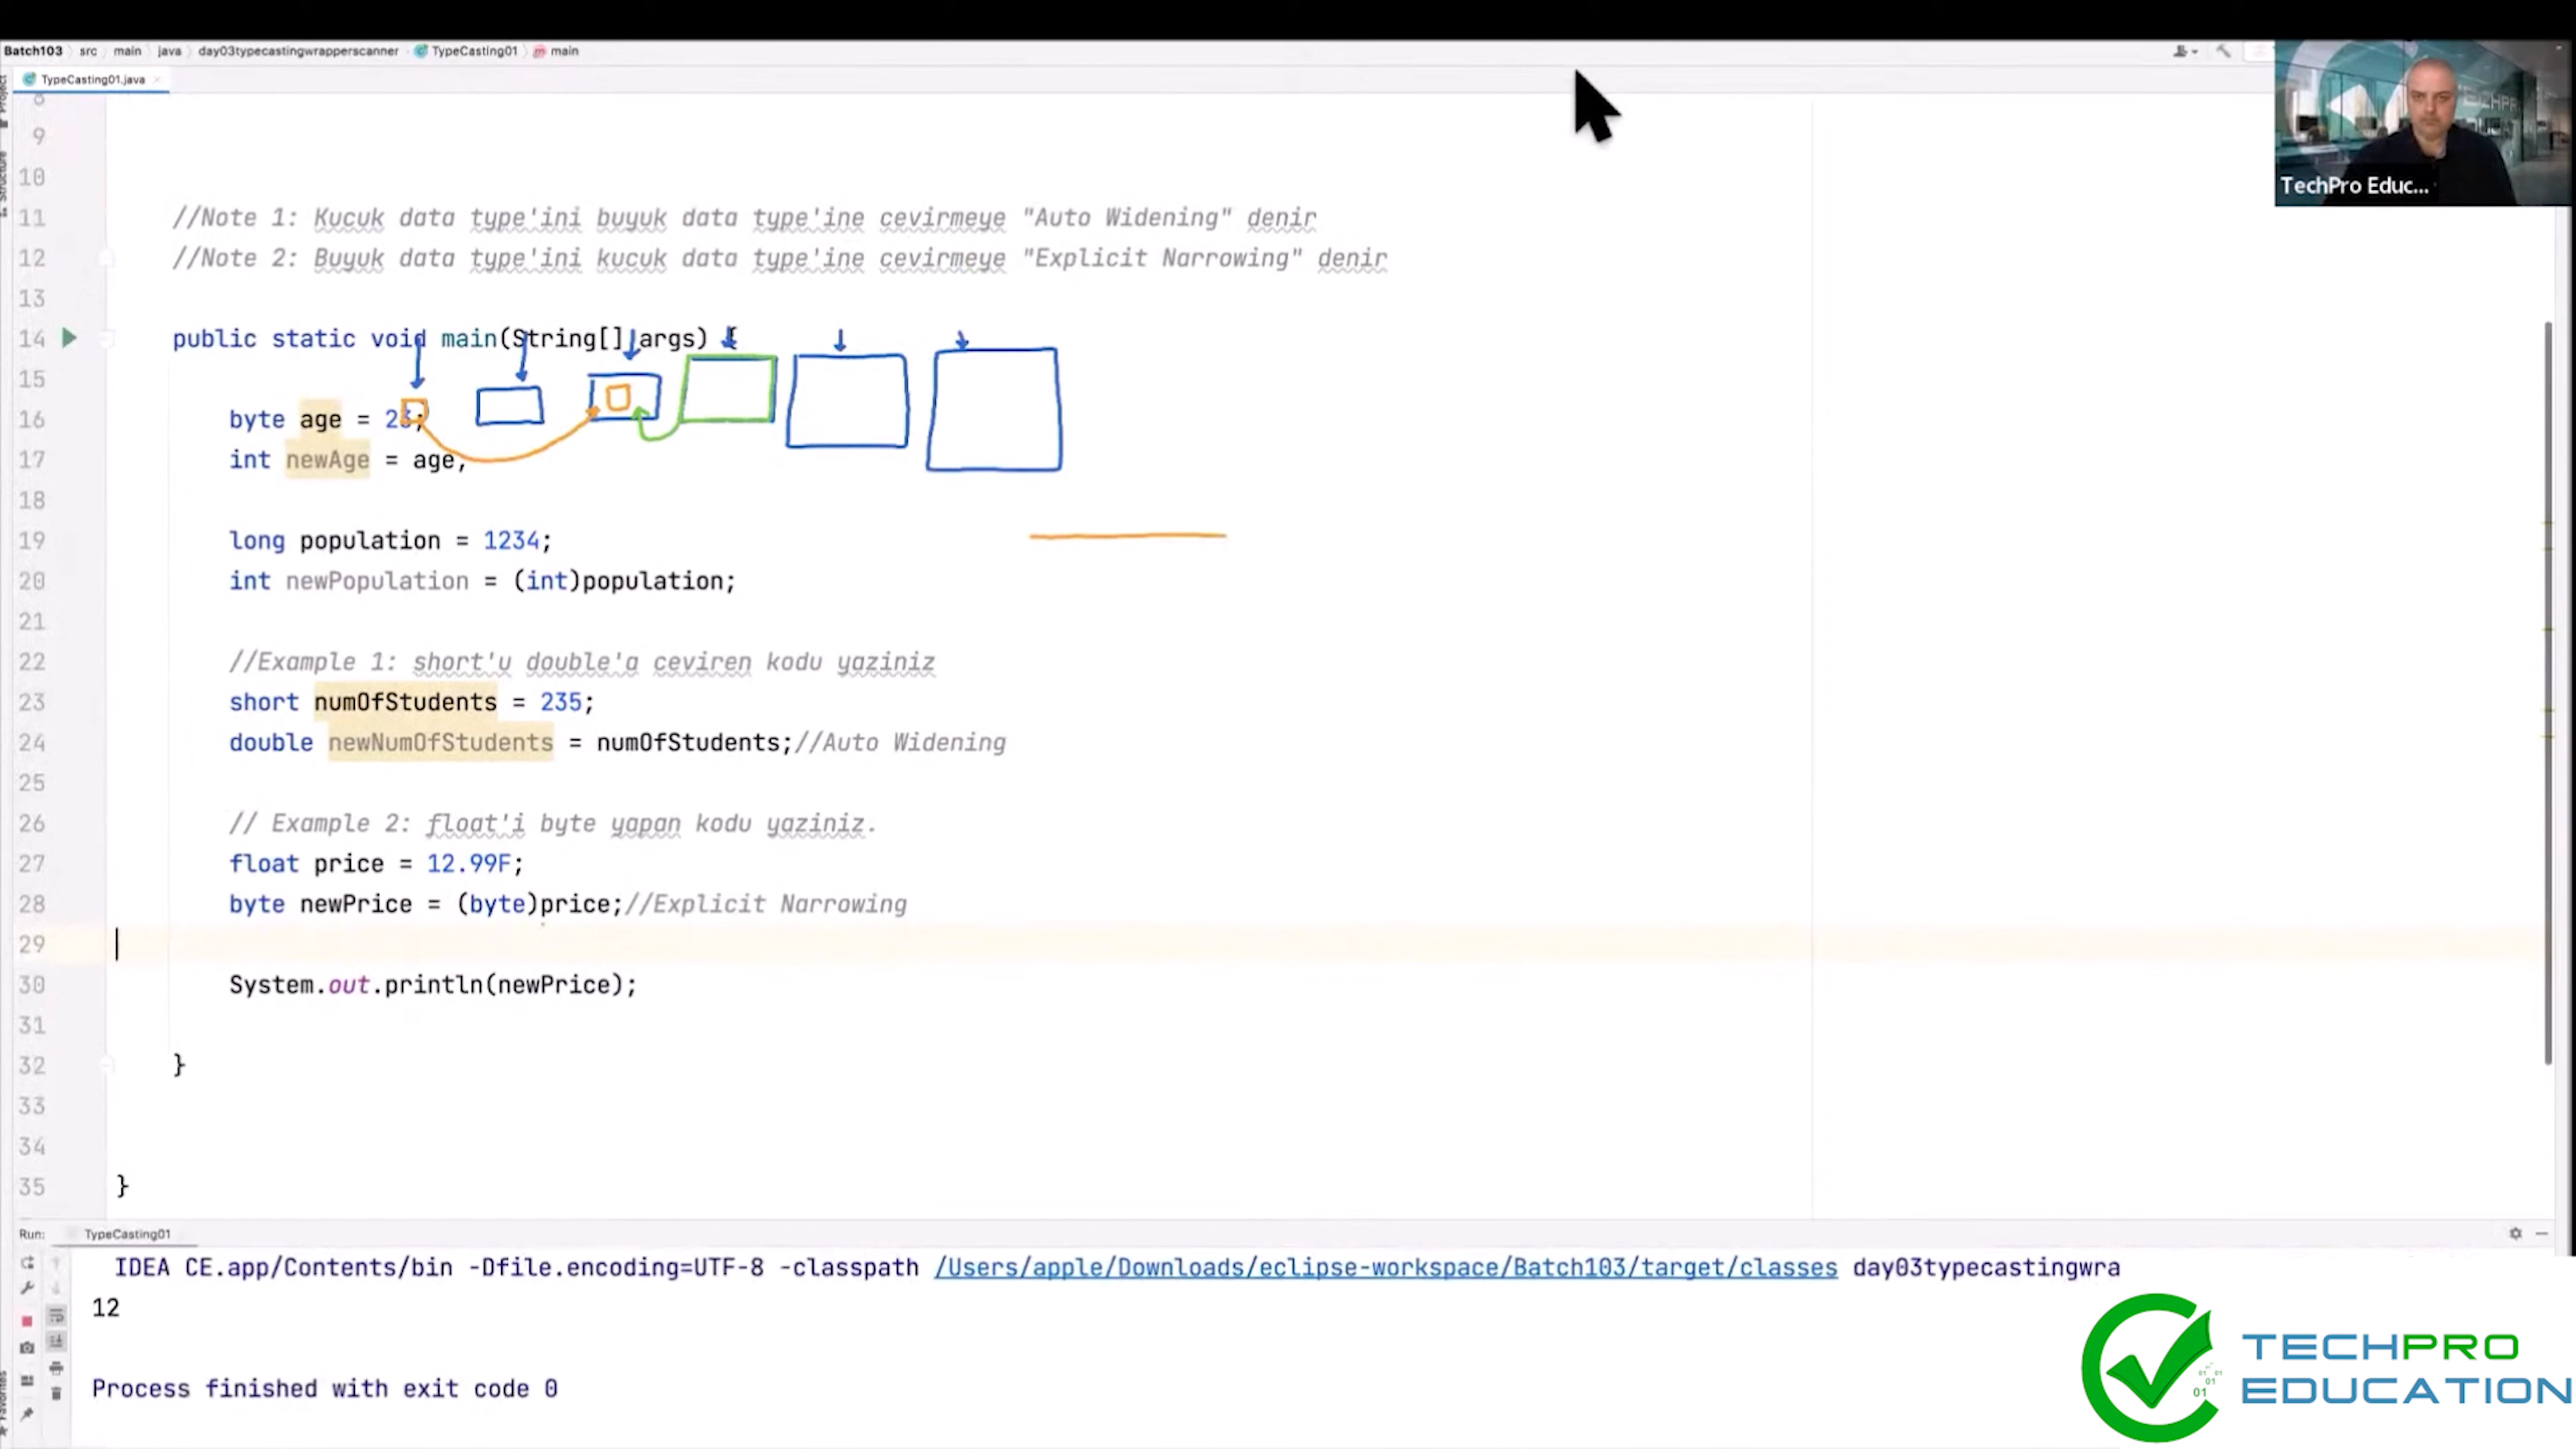 Batch103 src main java day03typecastingwrapperscanner TypeCasting01 main
TypeCasting01.java
Project
Structure
TechPro Educ...
8
9
10
11 //Note 1: Kucuk data type'ini buyuk data type'ine cevirmeye "Auto Widening" denir
12 //Note 2: Buyuk data type'ini kucuk data type'ine cevirmeye "Explicit Narrowing" denir
13
14 public static void main(String[] args) {
15
16 byte age = 23;
17 int newAge = age;
18
19 long population = 1234;
20 int newPopulation = (int)population;
21
22 //Example 1: short'u double'a ceviren kodu yaziniz
23 short numOfStudents = 235;
24 double newNumOfStudents = numOfStudents;//Auto Widening
25
26 // Example 2: float'i byte yapan kodu yaziniz.
27 float price = 12.99F;
28 byte newPrice = (byte)price;//Explicit Narrowing
29
30 System.out.println(newPrice);
31
32 }
33
34
35 }
Run: TypeCasting01
IDEA CE.app/Contents/bin -Dfile.encoding=UTF-8 -classpath /Users/apple/Downloads/eclipse-workspace/Batch103/target/classes day03typecastingwra
12
Process finished with exit code 0
Favorites
TECHPRO
EDUCATION